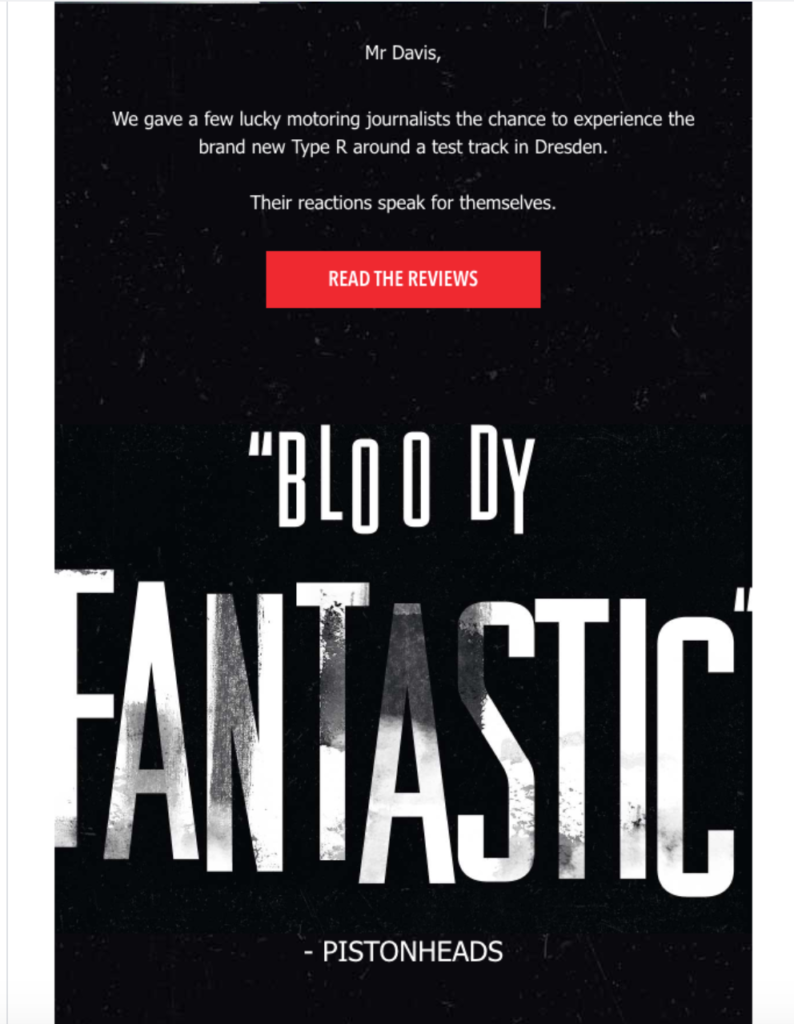 Mr Davis,
We gave a few lucky motoring journalists the chance to experience the
brand new Type R around a test track in Dresden.
Their reactions speak for themselves.
READ THE REVIEWS
"BLOODY
FANTASTIC"
- PISTONHEADS